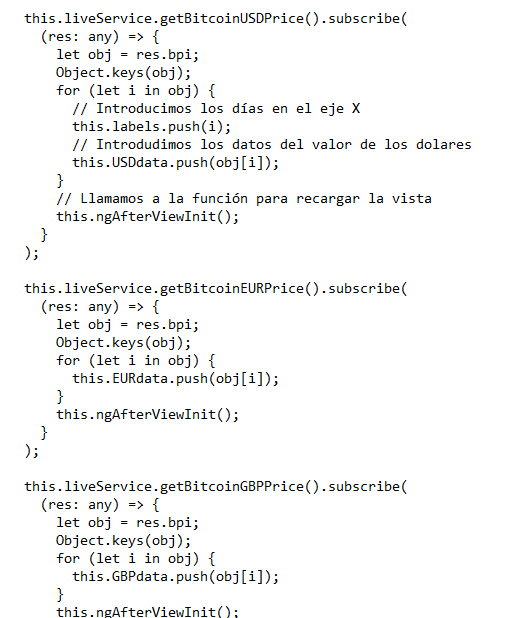 this.liveService.getBitcoinUSDPrice().subscribe(
  (res: any) => {
    let obj = res.bpi;
    Object.keys(obj);
    for (let i in obj) {
      // Introducimos los días en el eje X
      this.labels.push(i);
      // Introdudimos los datos del valor de los dolares
      this.USDdata.push(obj[i]);
    }
    // Llamamos a la función para recargar la vista
    this.ngAfterViewInit();
  }
);

this.liveService.getBitcoinEURPrice().subscribe(
  (res: any) => {
    let obj = res.bpi;
    Object.keys(obj);
    for (let i in obj) {
      this.EURdata.push(obj[i]);
    }
    this.ngAfterViewInit();
  }
);

this.liveService.getBitcoinGBPPrice().subscribe(
  (res: any) => {
    let obj = res.bpi;
    Object.keys(obj);
    for (let i in obj) {
      this.GBPdata.push(obj[i]);
    }
    this.ngAfterViewInit();